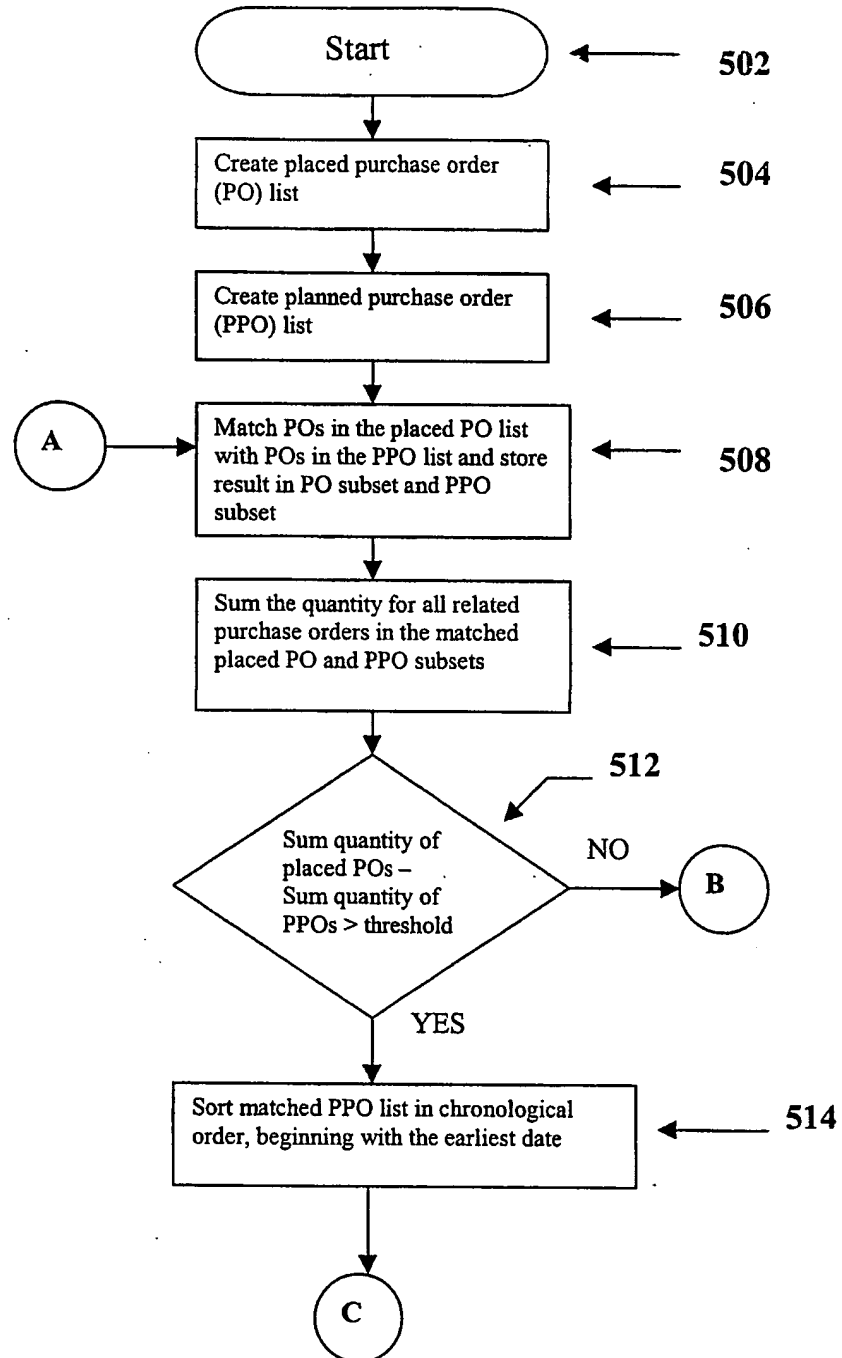 Start
502
Create placed purchase order
(PO) list
504
Create planned purchase order
(PPO) list
506
A
Match POs in the placed PO list
with POs in the PPO list and store
result in PO subset and PPO
subset
508
Sum the quantity for all related
purchase orders in the matched
placed PO and PPO subsets
510
512
Sum quantity of
placed POs –
Sum quantity of
PPOs > threshold
NO
B
YES
Sort matched PPO list in chronological
order, beginning with the earliest date
514
C